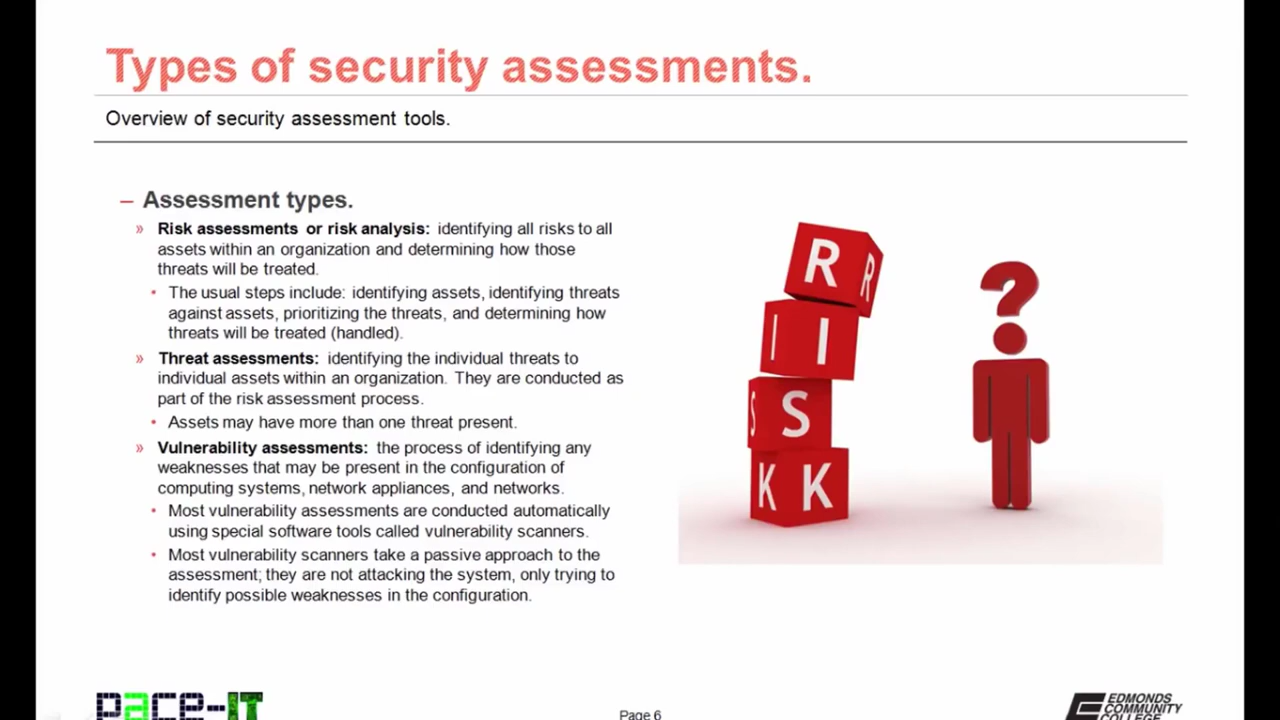 Types of security assessments.
Overview of security assessment tools.
– Assessment types.
» Risk assessments or risk analysis: identifying all risks to all
assets within an organization and determining how those
threats will be treated.
• The usual steps include: identifying assets, identifying threats
against assets, prioritizing the threats, and determining how
threats will be treated (handled).
» Threat assessments: identifying the individual threats to
individual assets within an organization. They are conducted as
part of the risk assessment process.
• Assets may have more than one threat present.
» Vulnerability assessments: the process of identifying any
weaknesses that may be present in the configuration of
computing systems, network appliances, and networks.
• Most vulnerability assessments are conducted automatically
using special software tools called vulnerability scanners.
• Most vulnerability scanners take a passive approach to the
assessment; they are not attacking the system, only trying to
identify possible weaknesses in the configuration.
R R
I I
S S
K K
?
pace-IT
Page 6
EDMONDS
COMMUNITY
COLLEGE